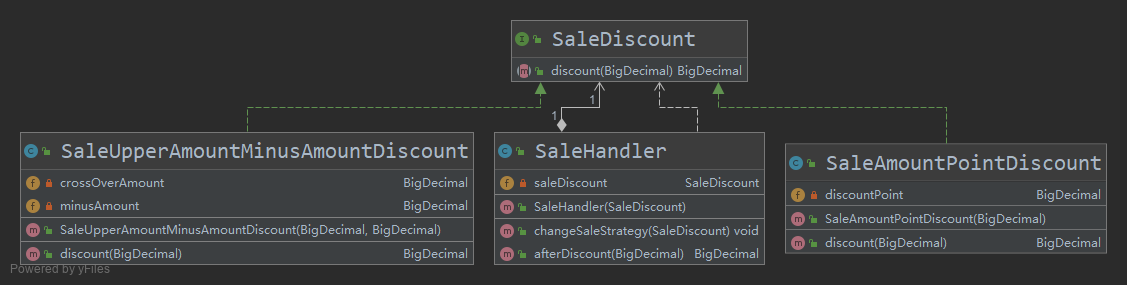 SaleDiscount
discount(BigDecimal) BigDecimal
1
1
SaleUpperAmountMinusAmountDiscount
crossOverAmount BigDecimal
minusAmount BigDecimal
SaleUpperAmountMinusAmountDiscount(BigDecimal, BigDecimal)
discount(BigDecimal) BigDecimal
SaleHandler
saleDiscount SaleDiscount
SaleHandler(SaleDiscount)
changeSaleStrategy(SaleDiscount) void
afterDiscount(BigDecimal) BigDecimal
SaleAmountPointDiscount
discountPoint BigDecimal
SaleAmountPointDiscount(BigDecimal)
discount(BigDecimal) BigDecimal
Powered by yFiles